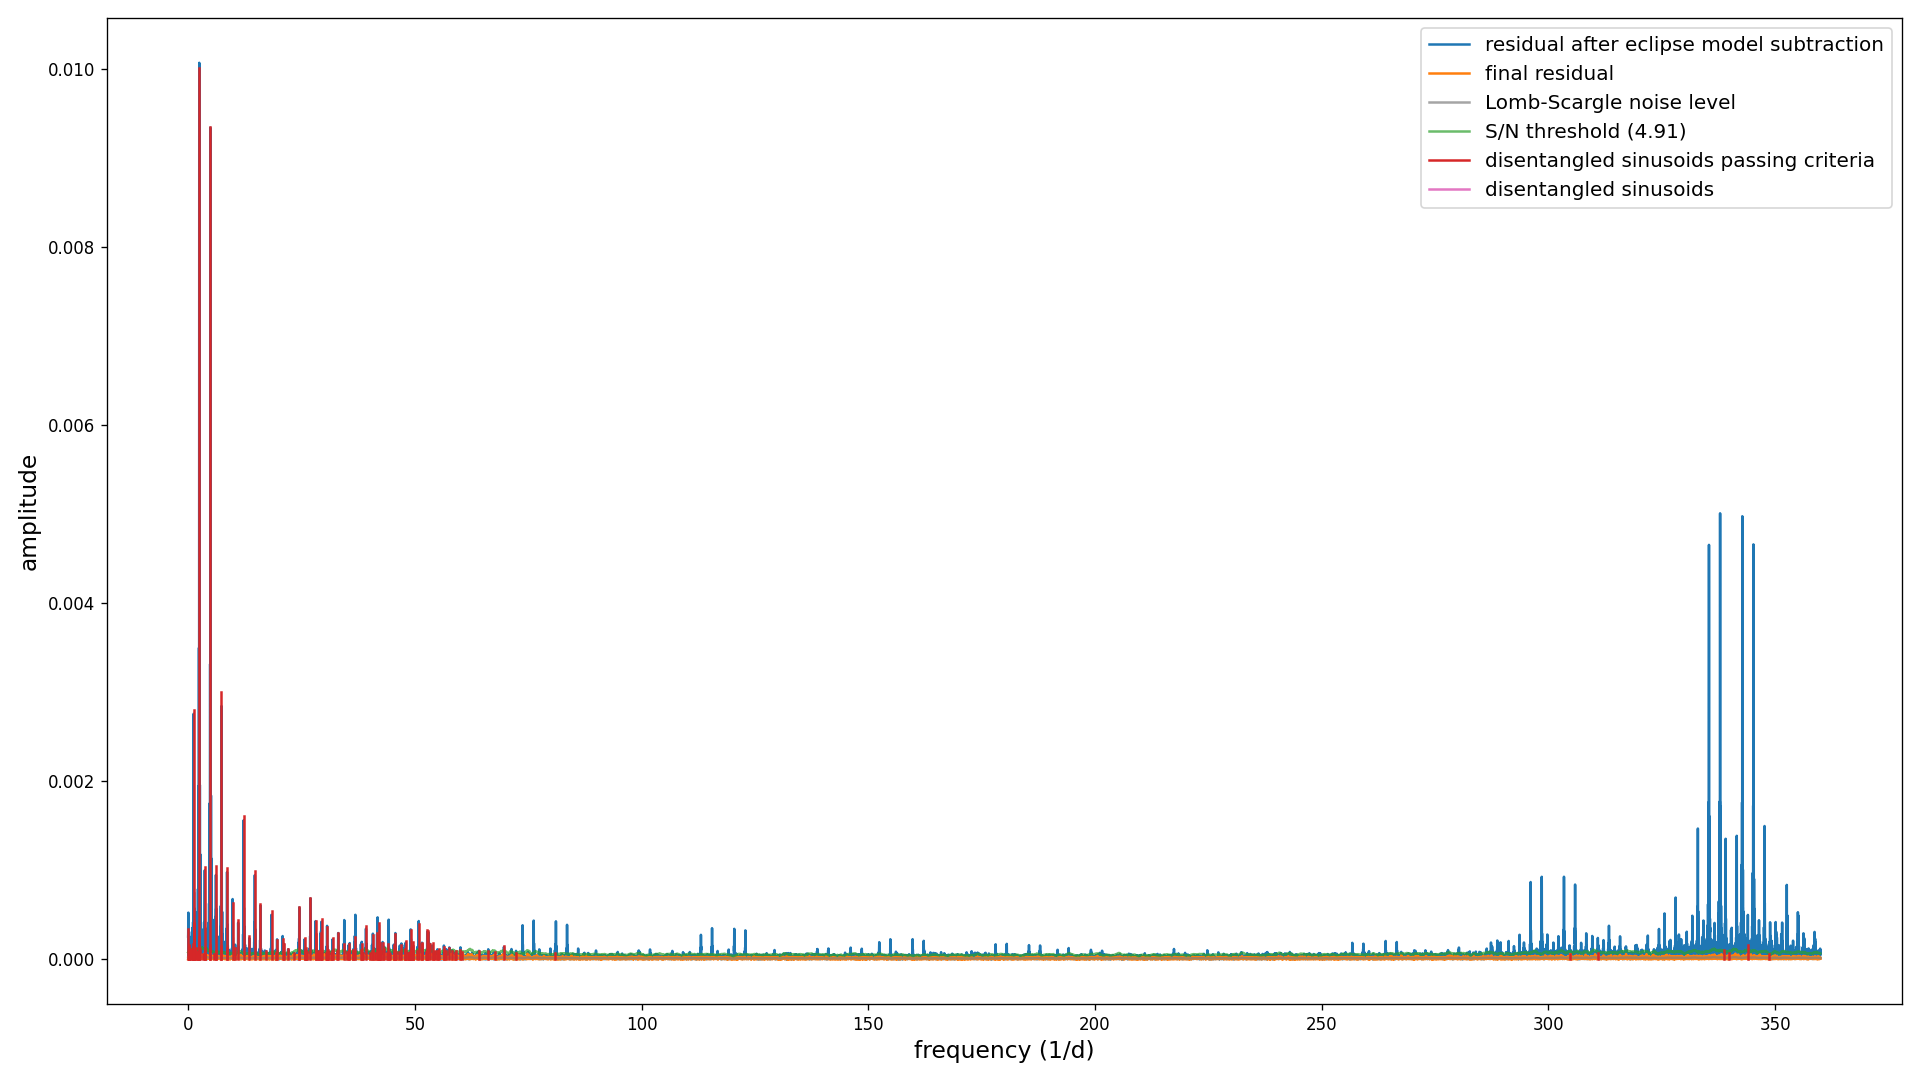 residual after eclipse model subtraction
final residual
Lomb-Scargle noise level
S/N threshold (4.91)
disentangled sinusoids passing criteria
disentangled sinusoids
amplitude
0.010
0.008
0.006
0.004
0.002
0.000
0 50 100 150 200 250 300 350
frequency (1/d)